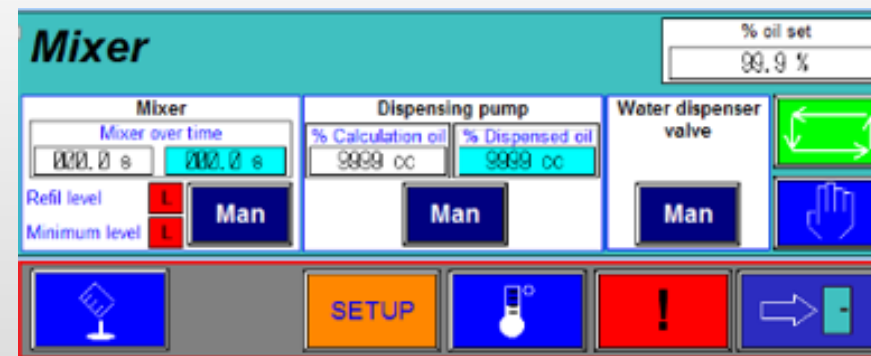 Mixer
% oil set
99.9 %
Mixer
Mixer over time
000.0 s
000.0 s
Refil level
L
Minimum level
L
Man
Dispensing pump
% Calculation oil
% Dispensed oil
9999 cc
9999 cc
Man
Water dispenser
valve
Man
SETUP
!